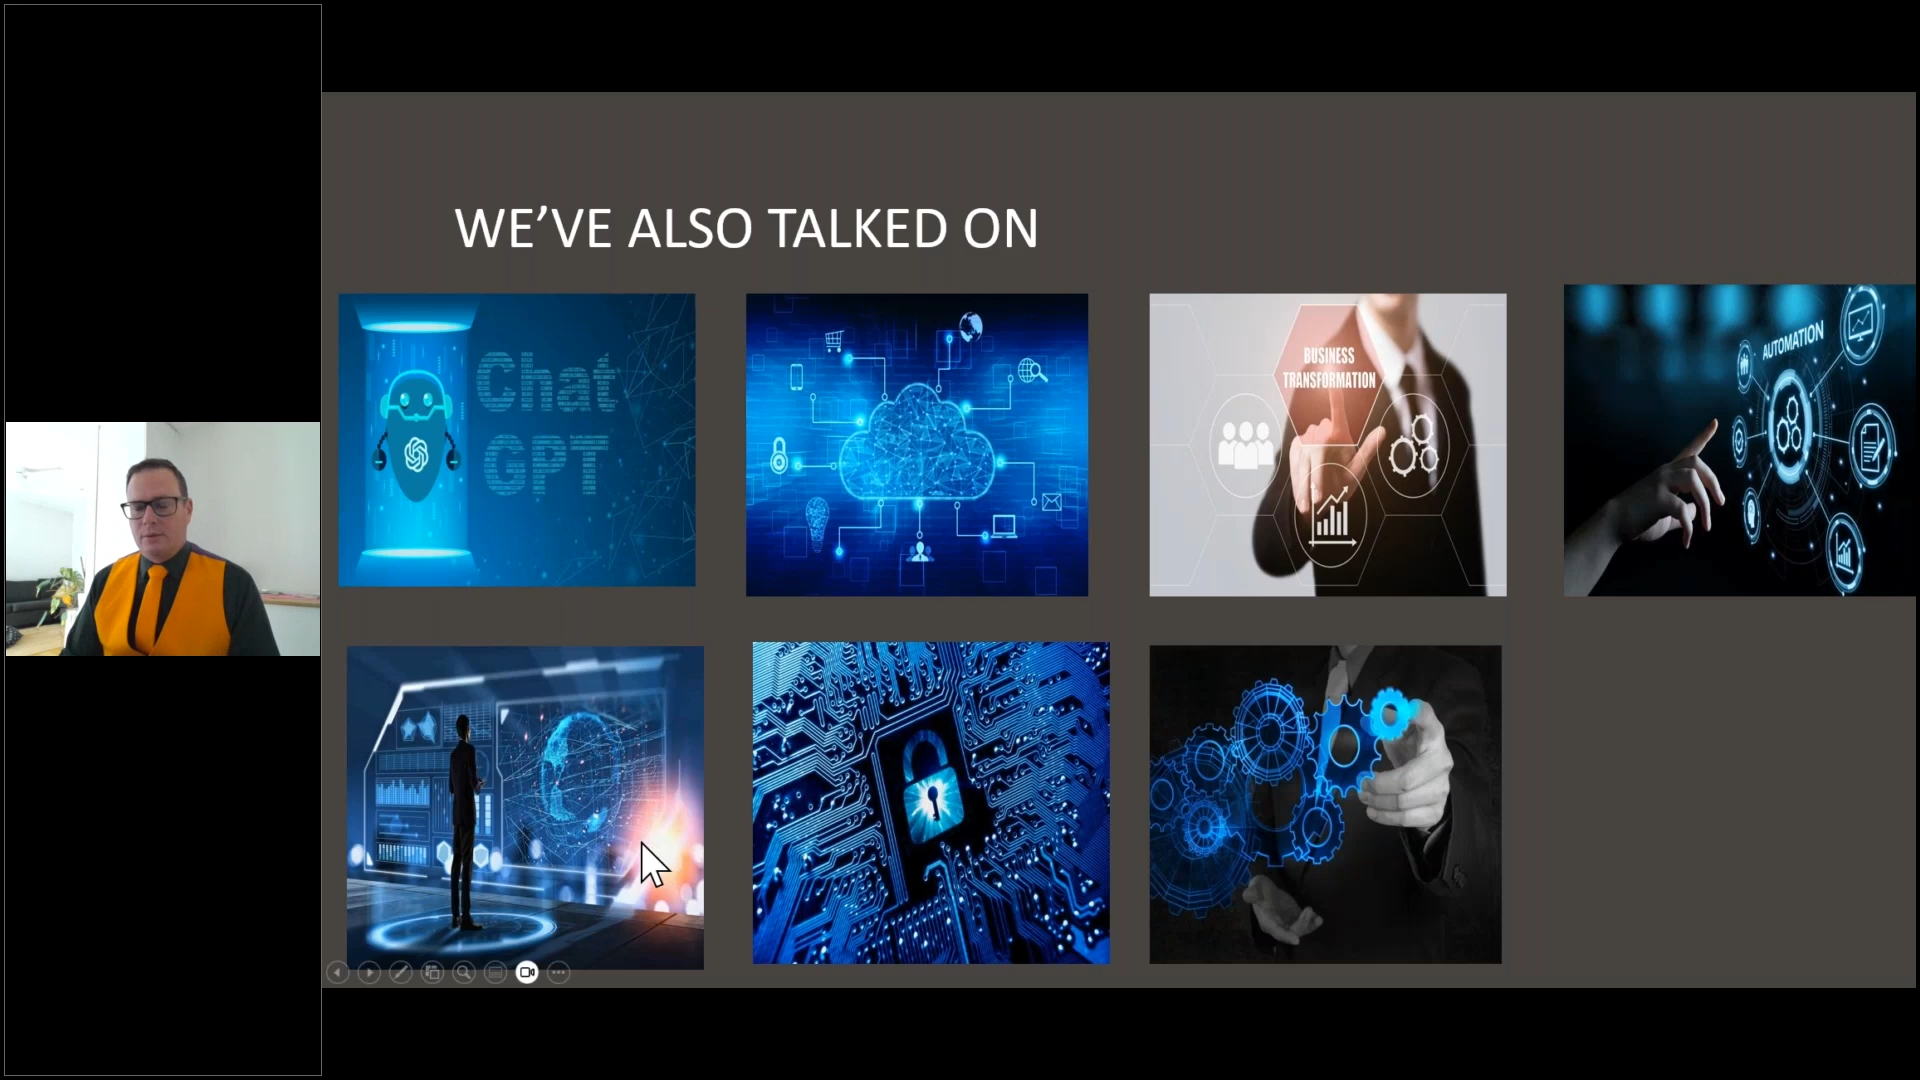 WE’VE ALSO TALKED ON
Chat
GPT
BUSINESS
TRANSFORMATION
AUTOMATION